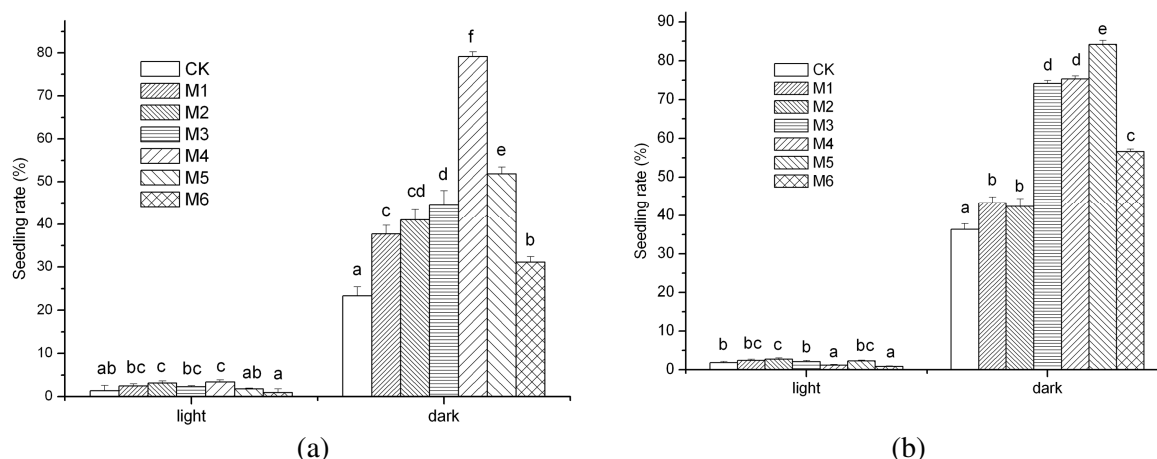 80
70
60
50
40
30
20
10
0
Seedling rate (%)
CK
M1
M2
M3
M4
M5
M6
ab bc c bc c ab a
a c cd d f e b
light dark
(a)
90
80
70
60
50
40
30
20
10
0
Seedling rate (%)
CK
M1
M2
M3
M4
M5
M6
b bc c b a bc a
a b b d d e c
light dark
(b)